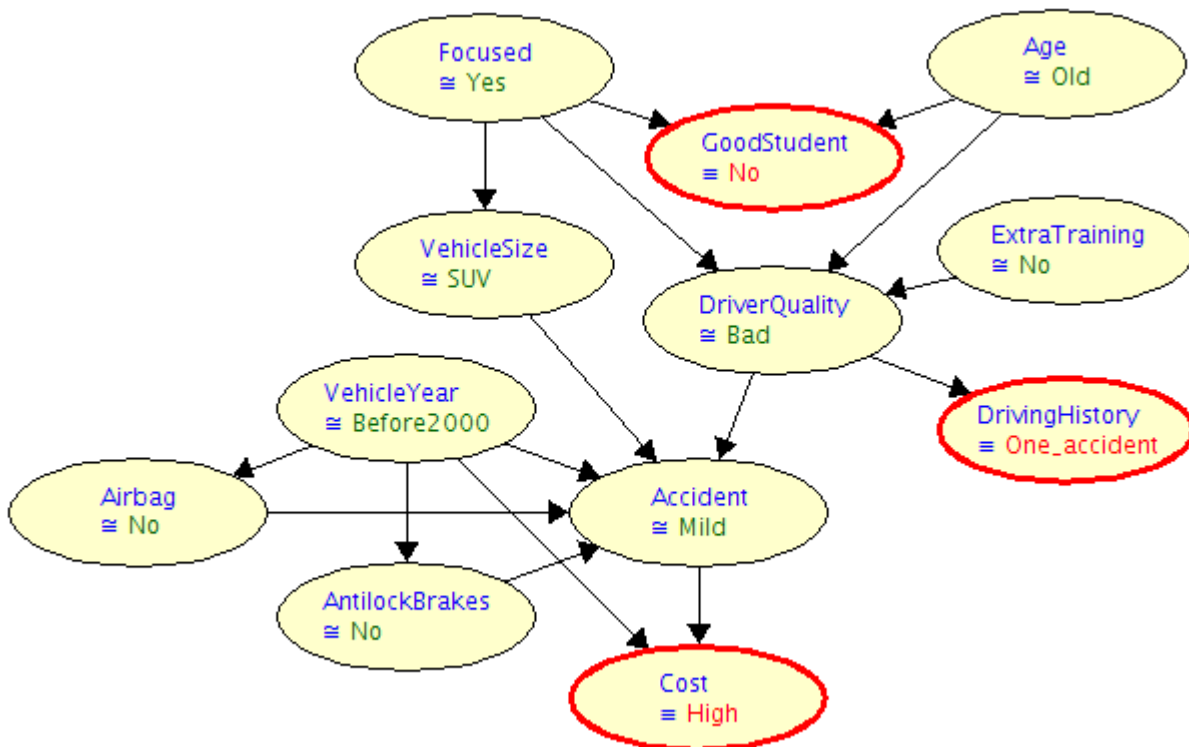 Focused
≅ Yes
Age
≅ Old
GoodStudent
≡ No
VehicleSize
≅ SUV
ExtraTraining
≅ No
DriverQuality
≅ Bad
VehicleYear
≅ Before2000
DrivingHistory
≡ One_accident
Airbag
≅ No
Accident
≅ Mild
AntilockBrakes
≅ No
Cost
≡ High